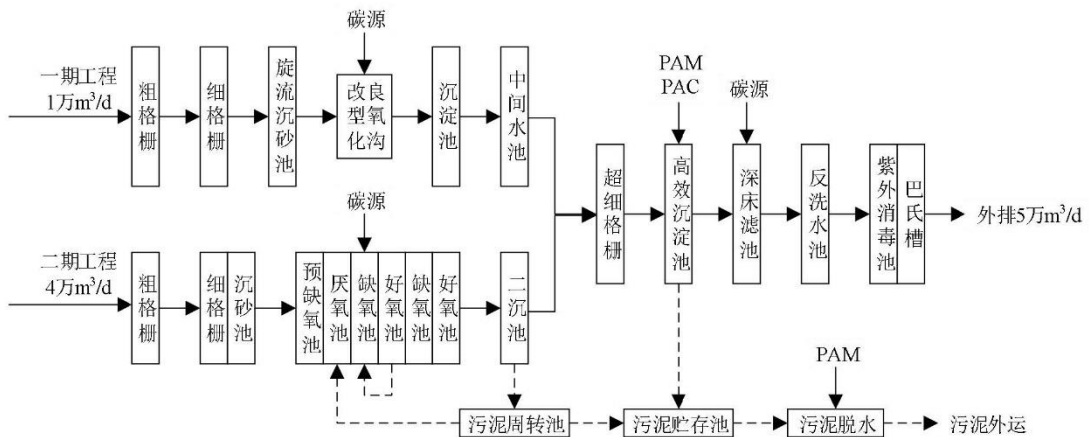 碳源
一期工程
1万m³/d
粗格栅
细格栅
旋流沉砂池
改良
型氧
化沟
沉淀池
中间水池
PAM
PAC
碳源
超细格栅
高效沉淀池
深床滤池
反洗水池
紫外消毒池
巴氏槽
外排5万m³/d
碳源
二期工程
4万m³/d
粗格栅
细格栅
沉砂池
预缺氧池
厌氧池
缺氧池
好氧池
缺氧池
好氧池
二沉池
PAM
污泥周转池
污泥贮存池
污泥脱水
污泥外运